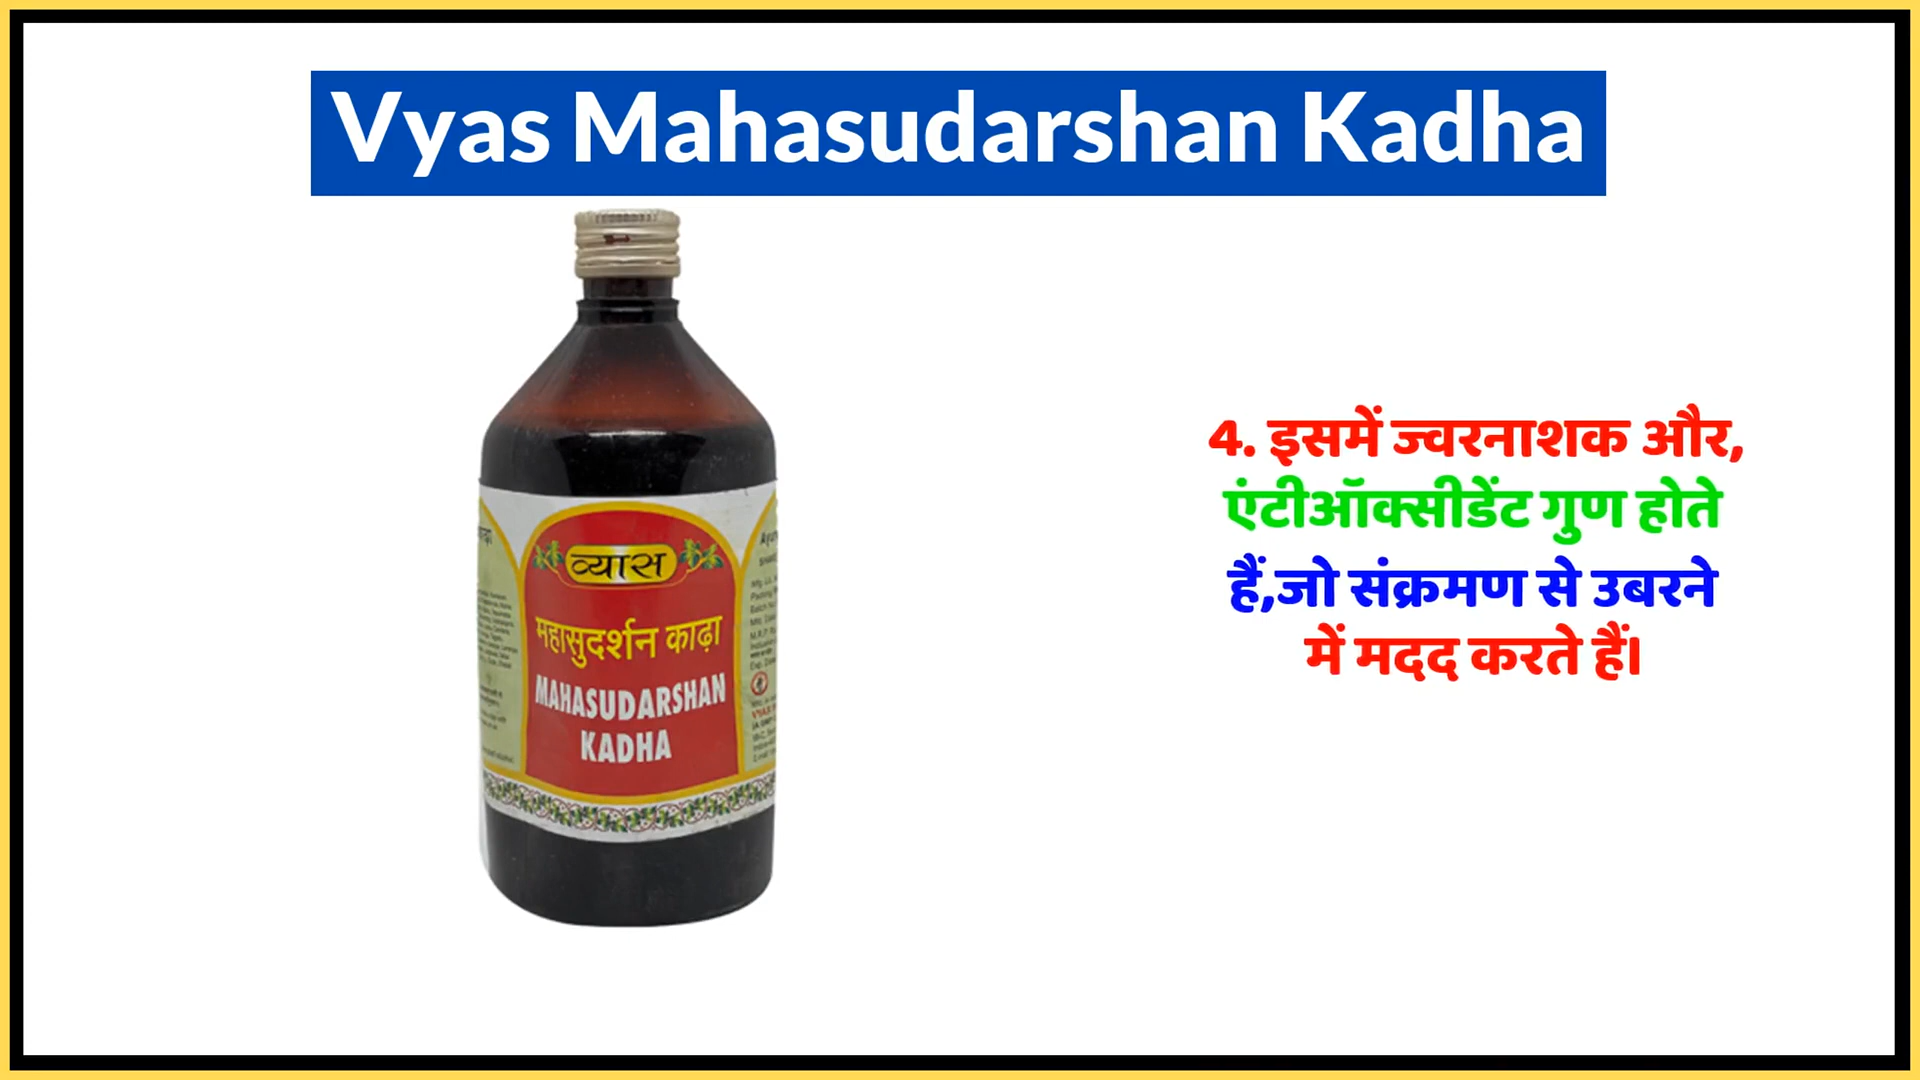 Vyas Mahasudarshan Kadha
4. इसमें ज्वरनाशक और,
एंटीऑक्सीडेंट गुण होते
हैं,जो संक्रमण से उबरने
में मदद करते हैं।
व्यास
महासुदर्शन काढ़ा
MAHASUDARSHAN
KADHA